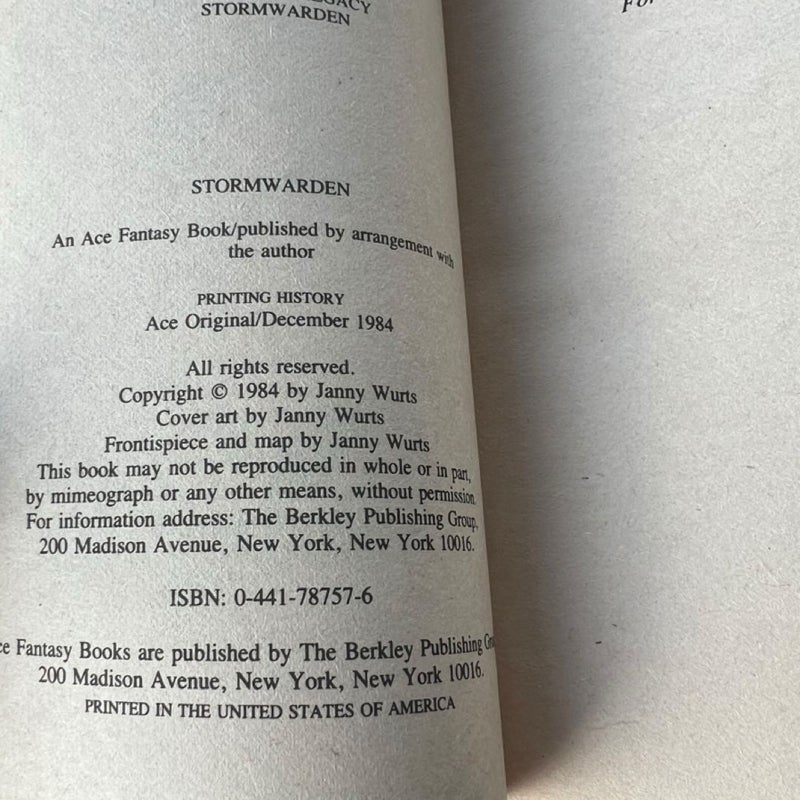 STORMWARDEN
STORMWARDEN
An Ace Fantasy Book/published by arrangement with
the author
PRINTING HISTORY
Ace Original/December 1984
All rights reserved.
Copyright © 1984 by Janny Wurts
Cover art by Janny Wurts
Frontispiece and map by Janny Wurts
This book may not be reproduced in whole or in part,
by mimeograph or any other means, without permission.
For information address: The Berkley Publishing Group,
200 Madison Avenue, New York, New York 10016.
ISBN: 0-441-78757-6
Fantasy Books are published by The Berkley Publishing
200 Madison Avenue, New York, New York 10016.
PRINTED IN THE UNITED STATES OF AMERICA